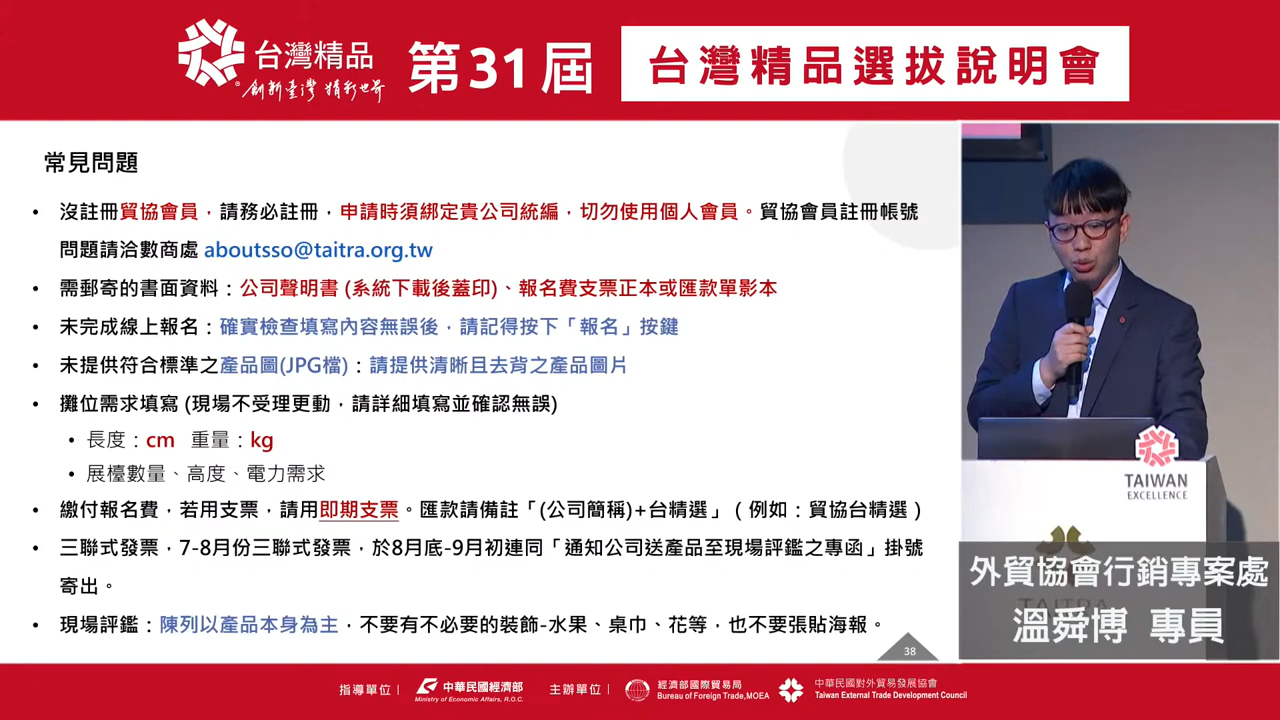 台灣精品
創新臺灣 精彩世界
第31屆
台灣精品選拔說明會
常見問題
• 沒註冊貿協會員，請務必註冊，申請時須綁定貴公司統編，切勿使用個人會員。貿協會員註冊帳號
問題請洽數商處 aboutsso@taitra.org.tw
• 需郵寄的書面資料：公司聲明書 (系統下載後蓋印)、報名費支票正本或匯款單影本
• 未完成線上報名：確實檢查填寫內容無誤後，請記得按下「報名」按鍵
• 未提供符合標準之產品圖(JPG檔)：請提供清晰且去背之產品圖片
• 攤位需求填寫 (現場不受理更動，請詳細填寫並確認無誤)
• 長度：cm 重量：kg
• 展檯數量、高度、電力需求
• 繳付報名費，若用支票，請用即期支票。匯款請備註「(公司簡稱)+台精選」（例如：貿協台精選）
• 三聯式發票，7-8月份三聯式發票，於8月底-9月初連同「通知公司送產品至現場評鑑之專函」掛號
寄出。
• 現場評鑑：陳列以產品本身為主，不要有不必要的裝飾-水果、桌巾、花等，也不要張貼海報。
38
TAIWAN
EXCELLENCE
TAITRA
外貿協會行銷專案處
溫舜博 專員
指導單位｜
中華民國經濟部
Ministry of Economic Affairs, R.O.C.
主辦單位｜
經濟部國際貿易局
Bureau of Foreign Trade,MOEA
中華民國對外貿易發展協會
Taiwan External Trade Development Council